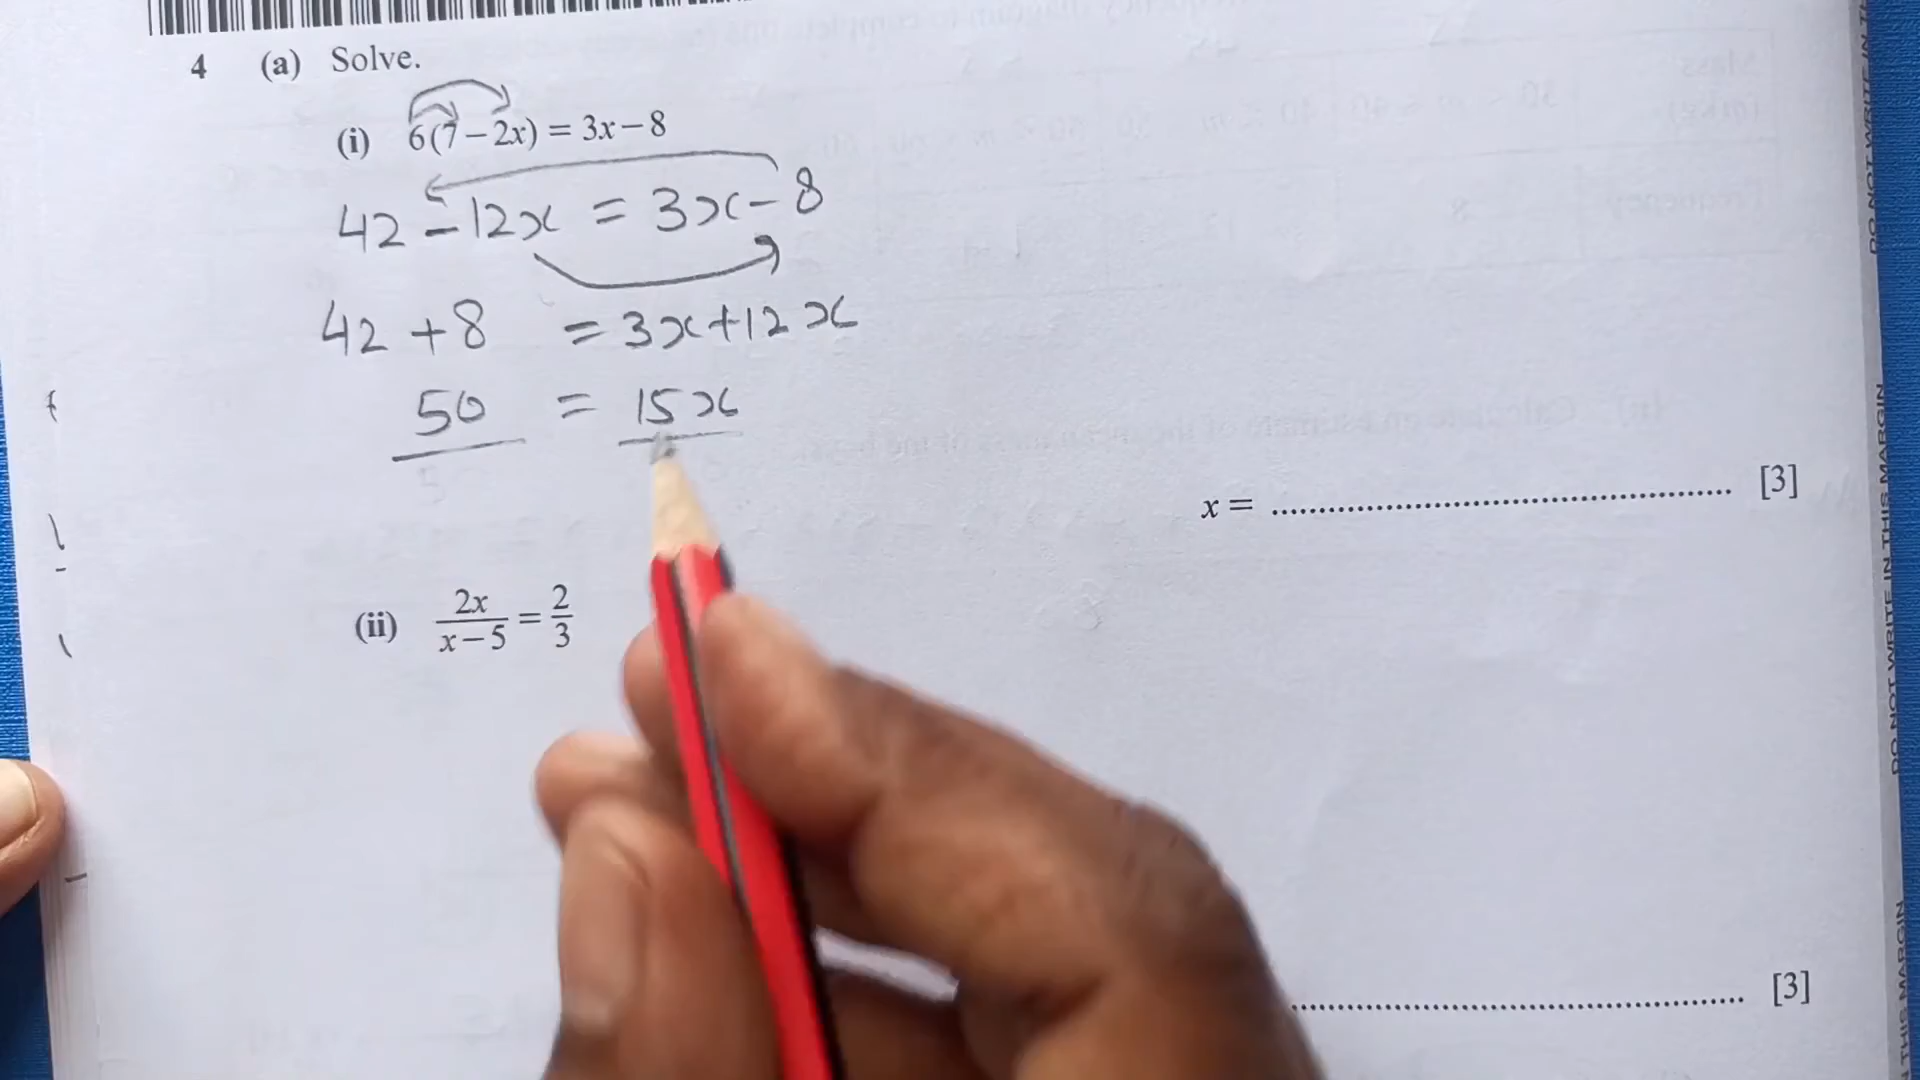 4 (a) Solve.
(i) 6(7 − 2x) = 3x − 8
42 − 12x = 3x − 8
42 + 8 = 3x + 12x
50 = 15x
x = ........................................ [3]
(ii) 2x/(x − 5) = 2/3
........................................ [3]
DO NOT WRITE IN TH
DO NOT WRITE IN THIS MARGIN
THIS MARGIN